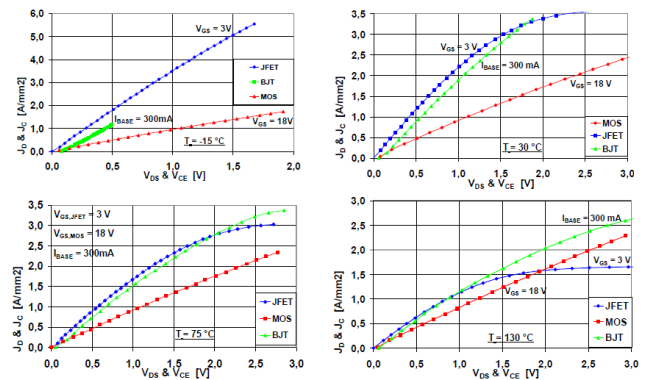 6,0
5,0
4,0
3,0
2,0
1,0
0,0
J_D & J_C [A/mm2]
V_GS = 3V
JFET
BJT
MOS
I_BASE = 300mA
V_GS = 18V
T = -15 °C
0,0 0,5 1,0 1,5 2,0
V_DS & V_CE [V]
3,5
3,0
2,5
2,0
1,5
1,0
0,5
0,0
J_D & J_C [A/mm2]
V_GS = 3 V
I_BASE = 300 mA
V_GS = 18 V
MOS
JFET
BJT
T = 30 °C
0,0 0,5 1,0 1,5 2,0 2,5 3,0
V_DS & V_CE [V]
3,5
3,0
2,5
2,0
1,5
1,0
0,5
0,0
J_D & J_C [A/mm2]
V_GS,JFET = 3 V
V_GS,MOS = 18 V
I_BASE = 300mA
JFET
MOS
BJT
T = 75 °C
0,0 0,5 1,0 1,5 2,0 2,5 3,0
V_DS & V_CE [V]
3,5
3,0
2,5
2,0
1,5
1,0
0,5
0,0
J_D & J_C [A/mm2]
I_BASE = 300 mA
V_GS = 3 V
V_GS = 18 V
JFET
MOS
BJT
T = 130 °C
0,0 0,5 1,0 1,5 2,0 2,5 3,0
V_DS & V_CE [V]